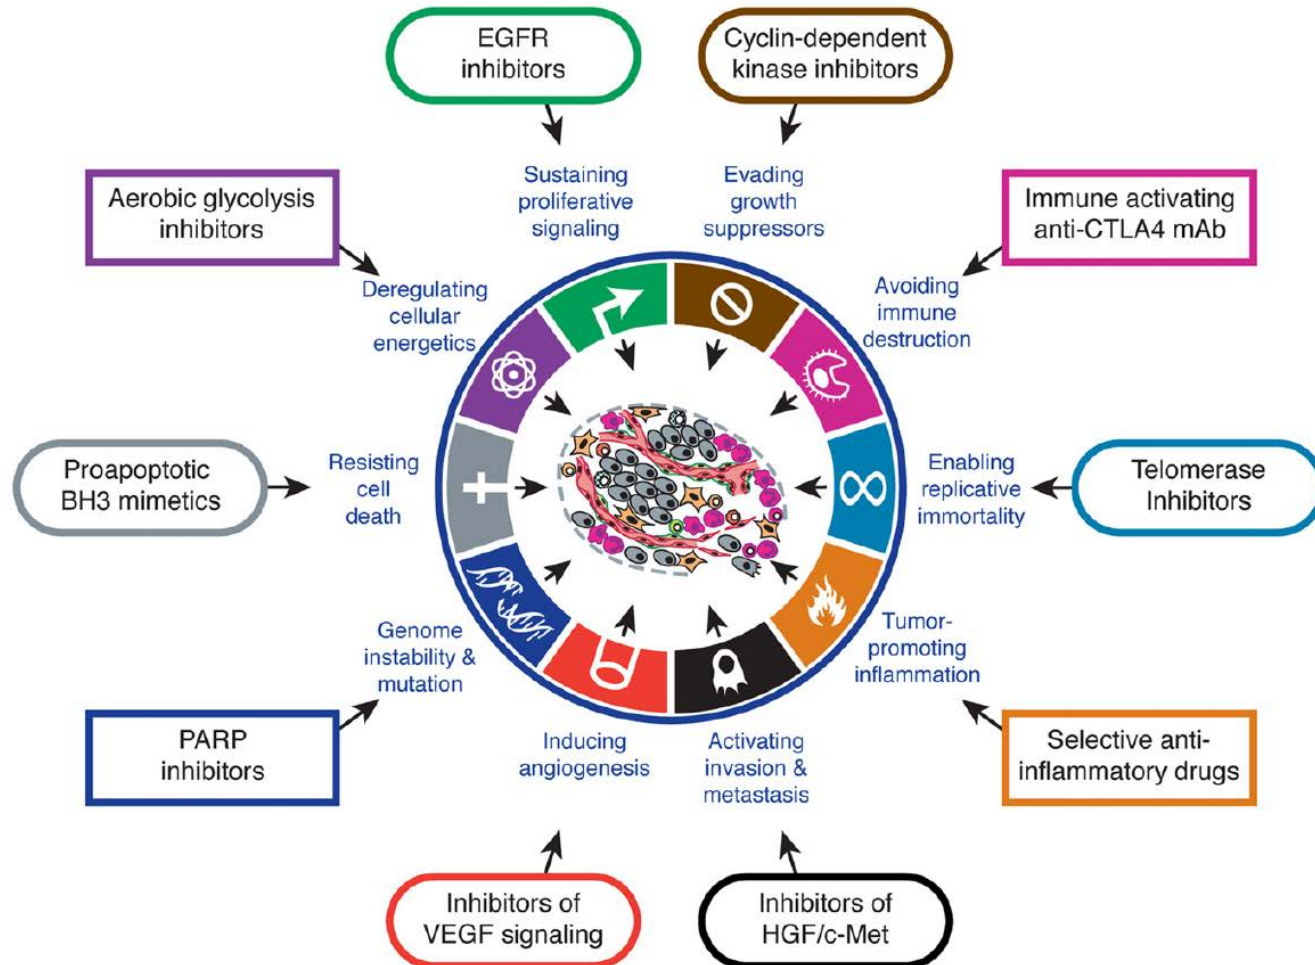 EGFR
inhibitors
Cyclin-dependent
kinase inhibitors
Sustaining
proliferative
signaling
Evading
growth
suppressors
Aerobic glycolysis
inhibitors
Immune activating
anti-CTLA4 mAb
Deregulating
cellular
energetics
Avoiding
immune
destruction
Proapoptotic
BH3 mimetics
Resisting
cell
death
Enabling
replicative
immortality
Telomerase
Inhibitors
Genome
instability &
mutation
Tumor-
promoting
inflammation
PARP
inhibitors
Inducing
angiogenesis
Activating
invasion &
metastasis
Selective anti-
inflammatory drugs
Inhibitors of
VEGF signaling
Inhibitors of
HGF/c-Met